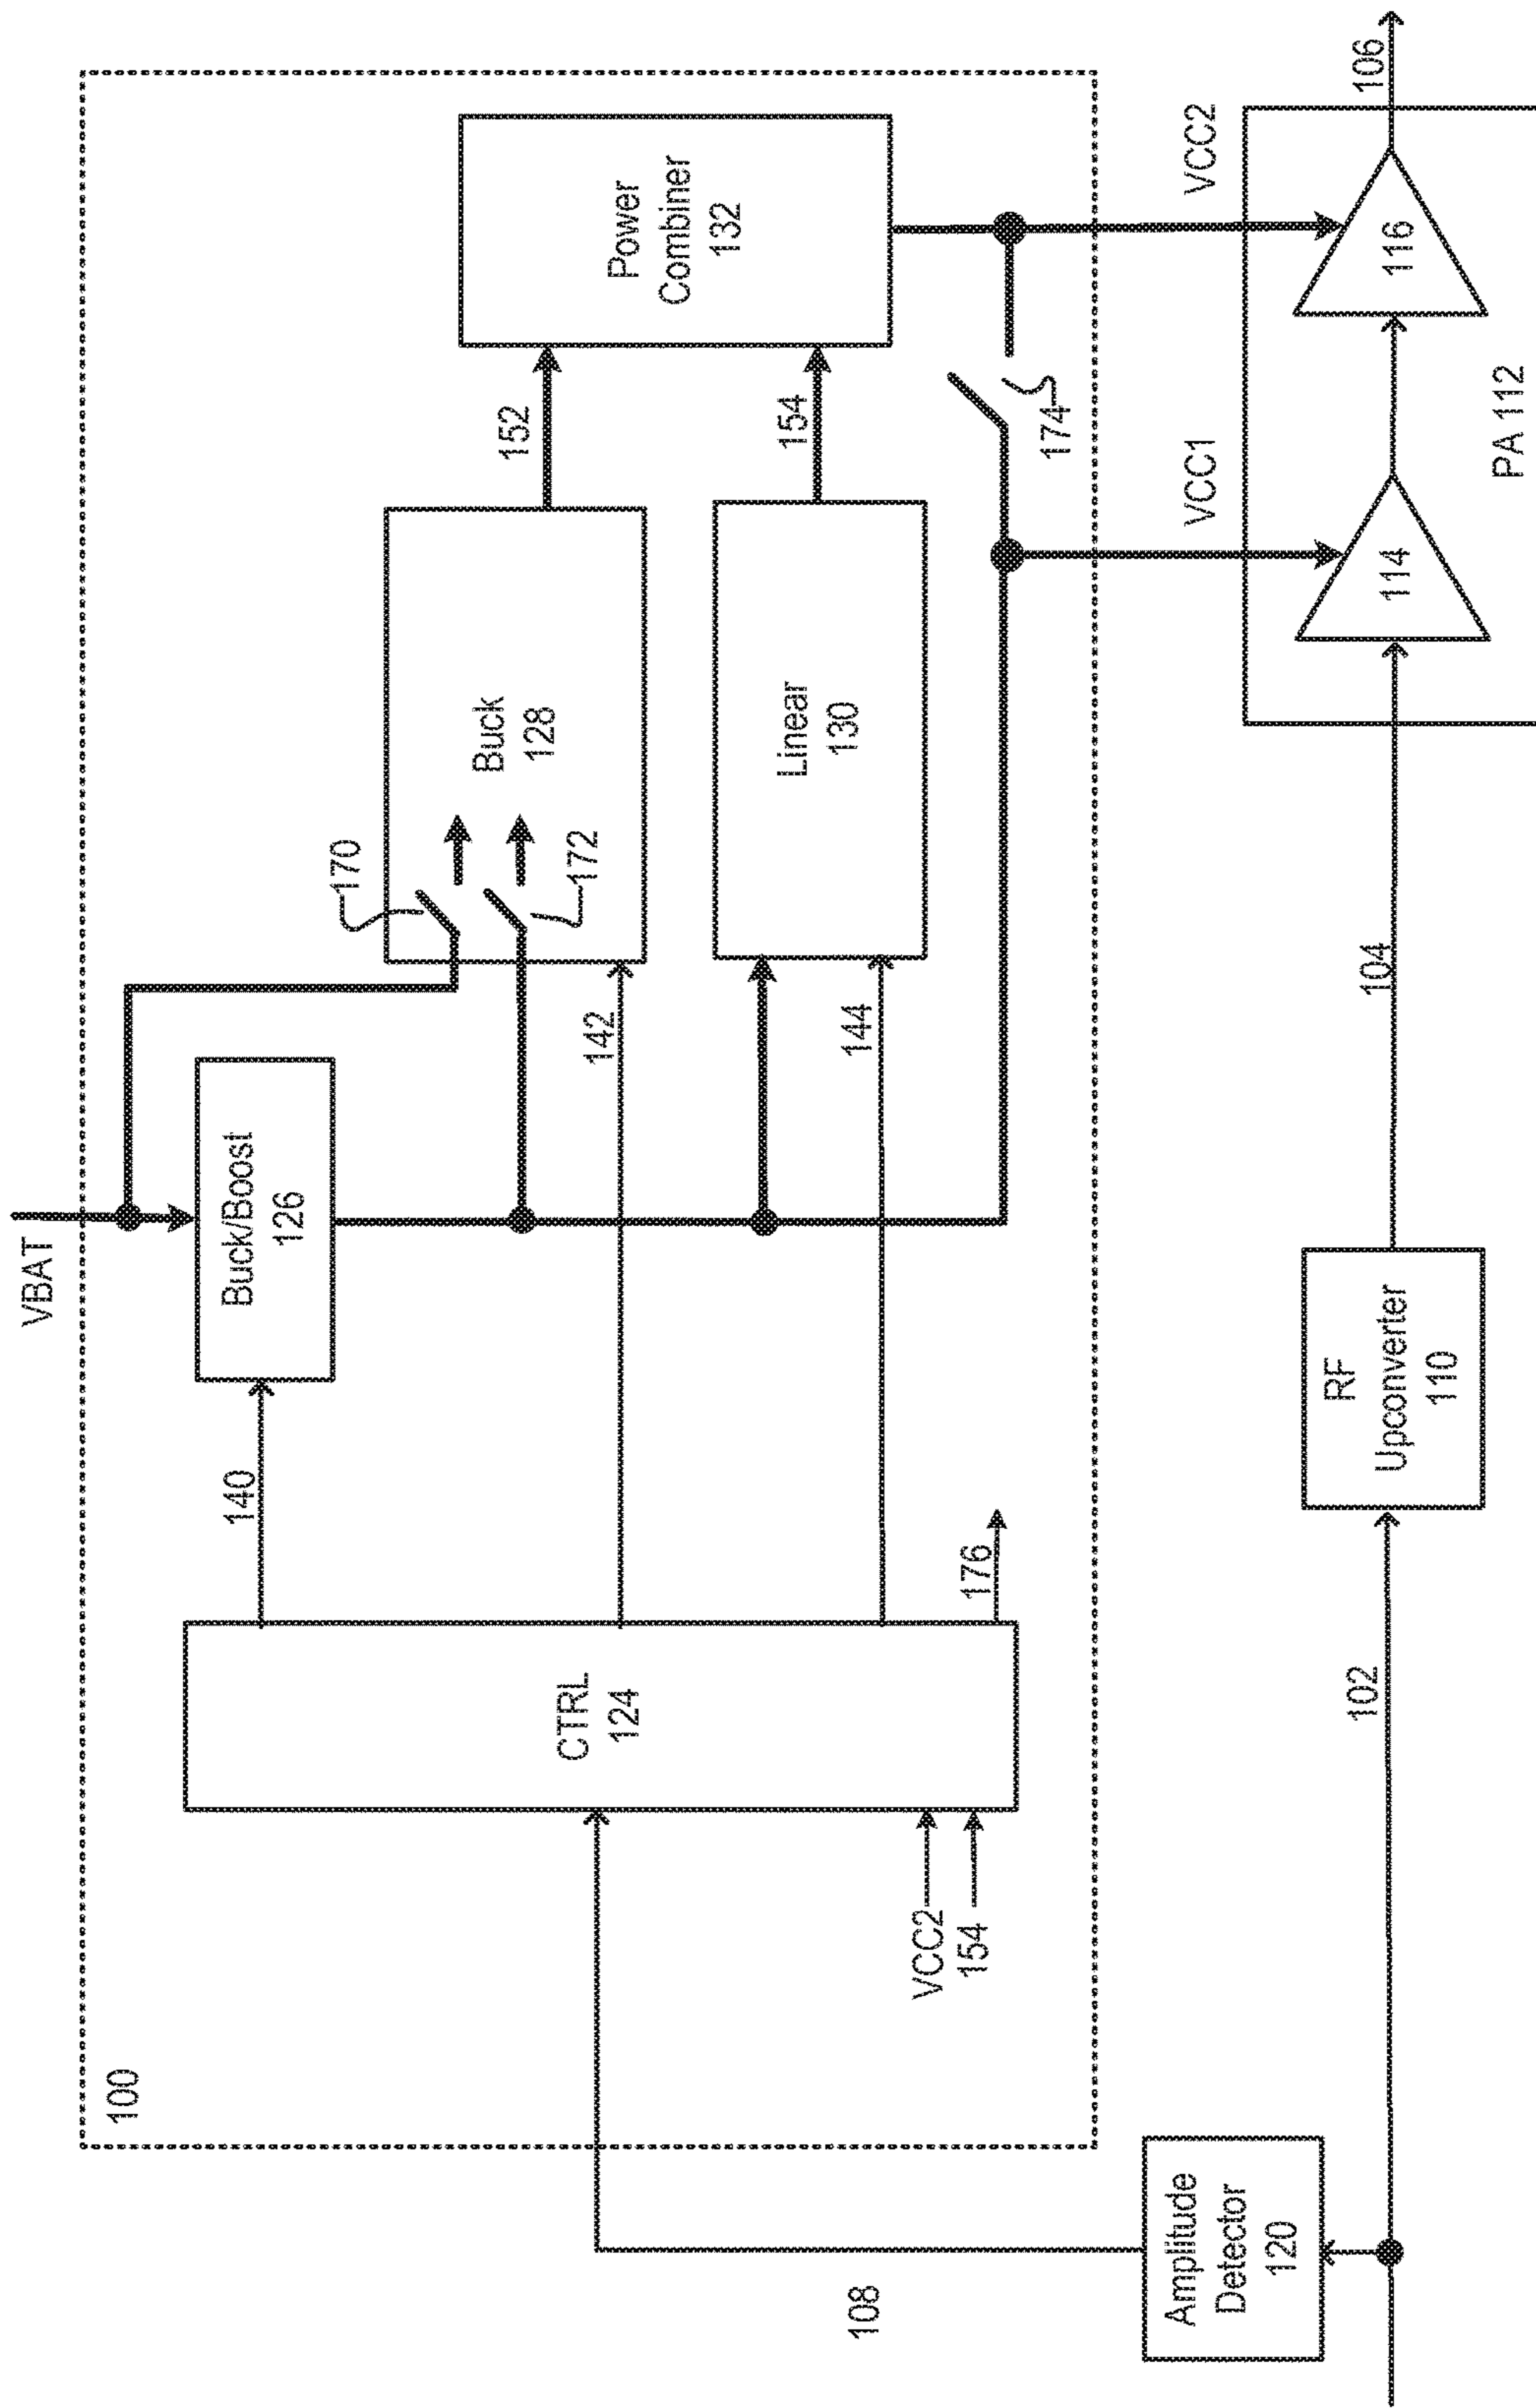 VBAT
100
140
Buck/Boost
126
170
Buck
128
172
152
Power
Combiner
132
CTRL
124
142
144
Linear
130
154
VCC2
154
176
174
VCC1
VCC2
108
Amplitude
Detector
120
102
RF
Upconverter
110
104
114
116
106
PA 112